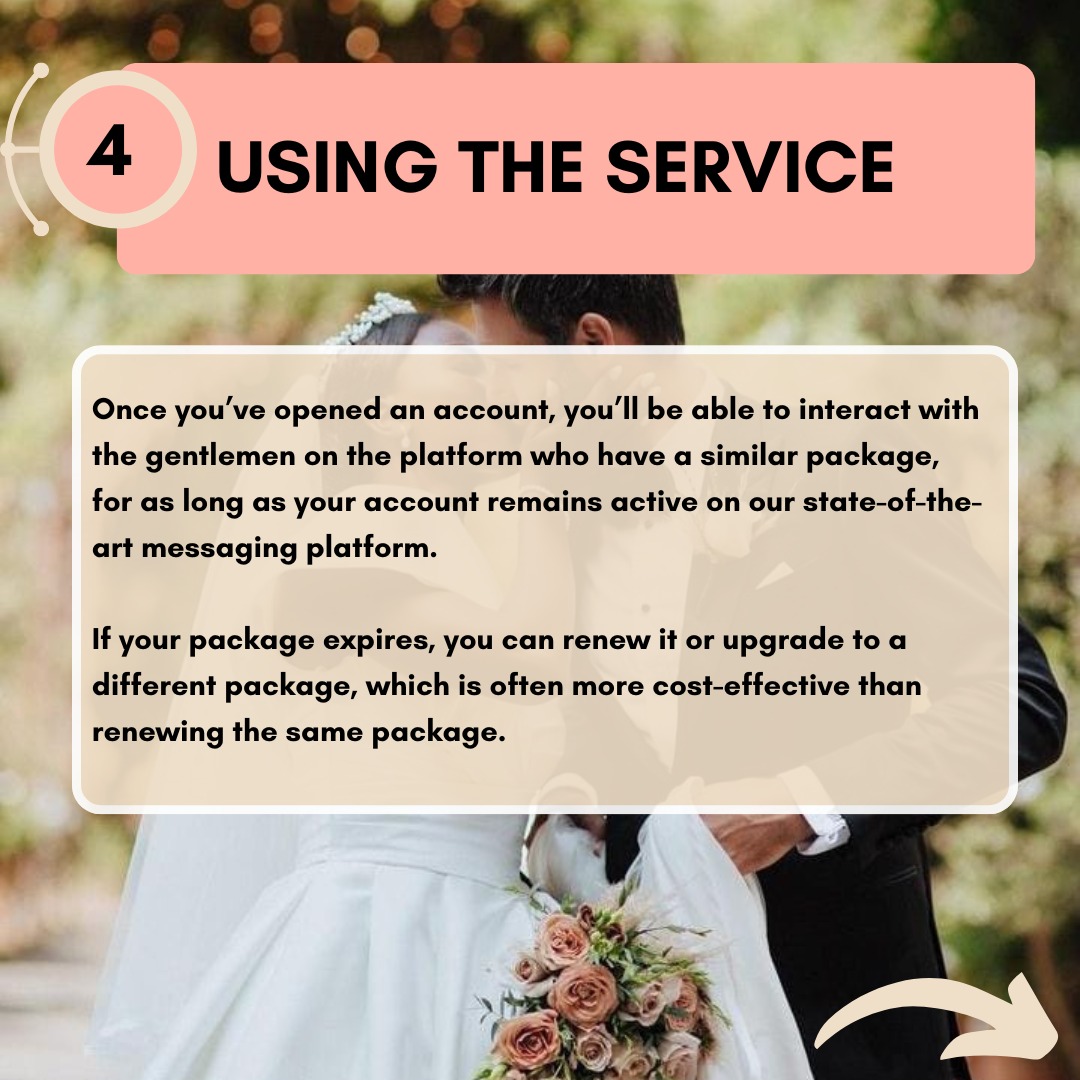 4
USING THE SERVICE
Once you’ve opened an account, you’ll be able to interact with
the gentlemen on the platform who have a similar package,
for as long as your account remains active on our state-of-the-
art messaging platform.
If your package expires, you can renew it or upgrade to a
different package, which is often more cost-effective than
renewing the same package.